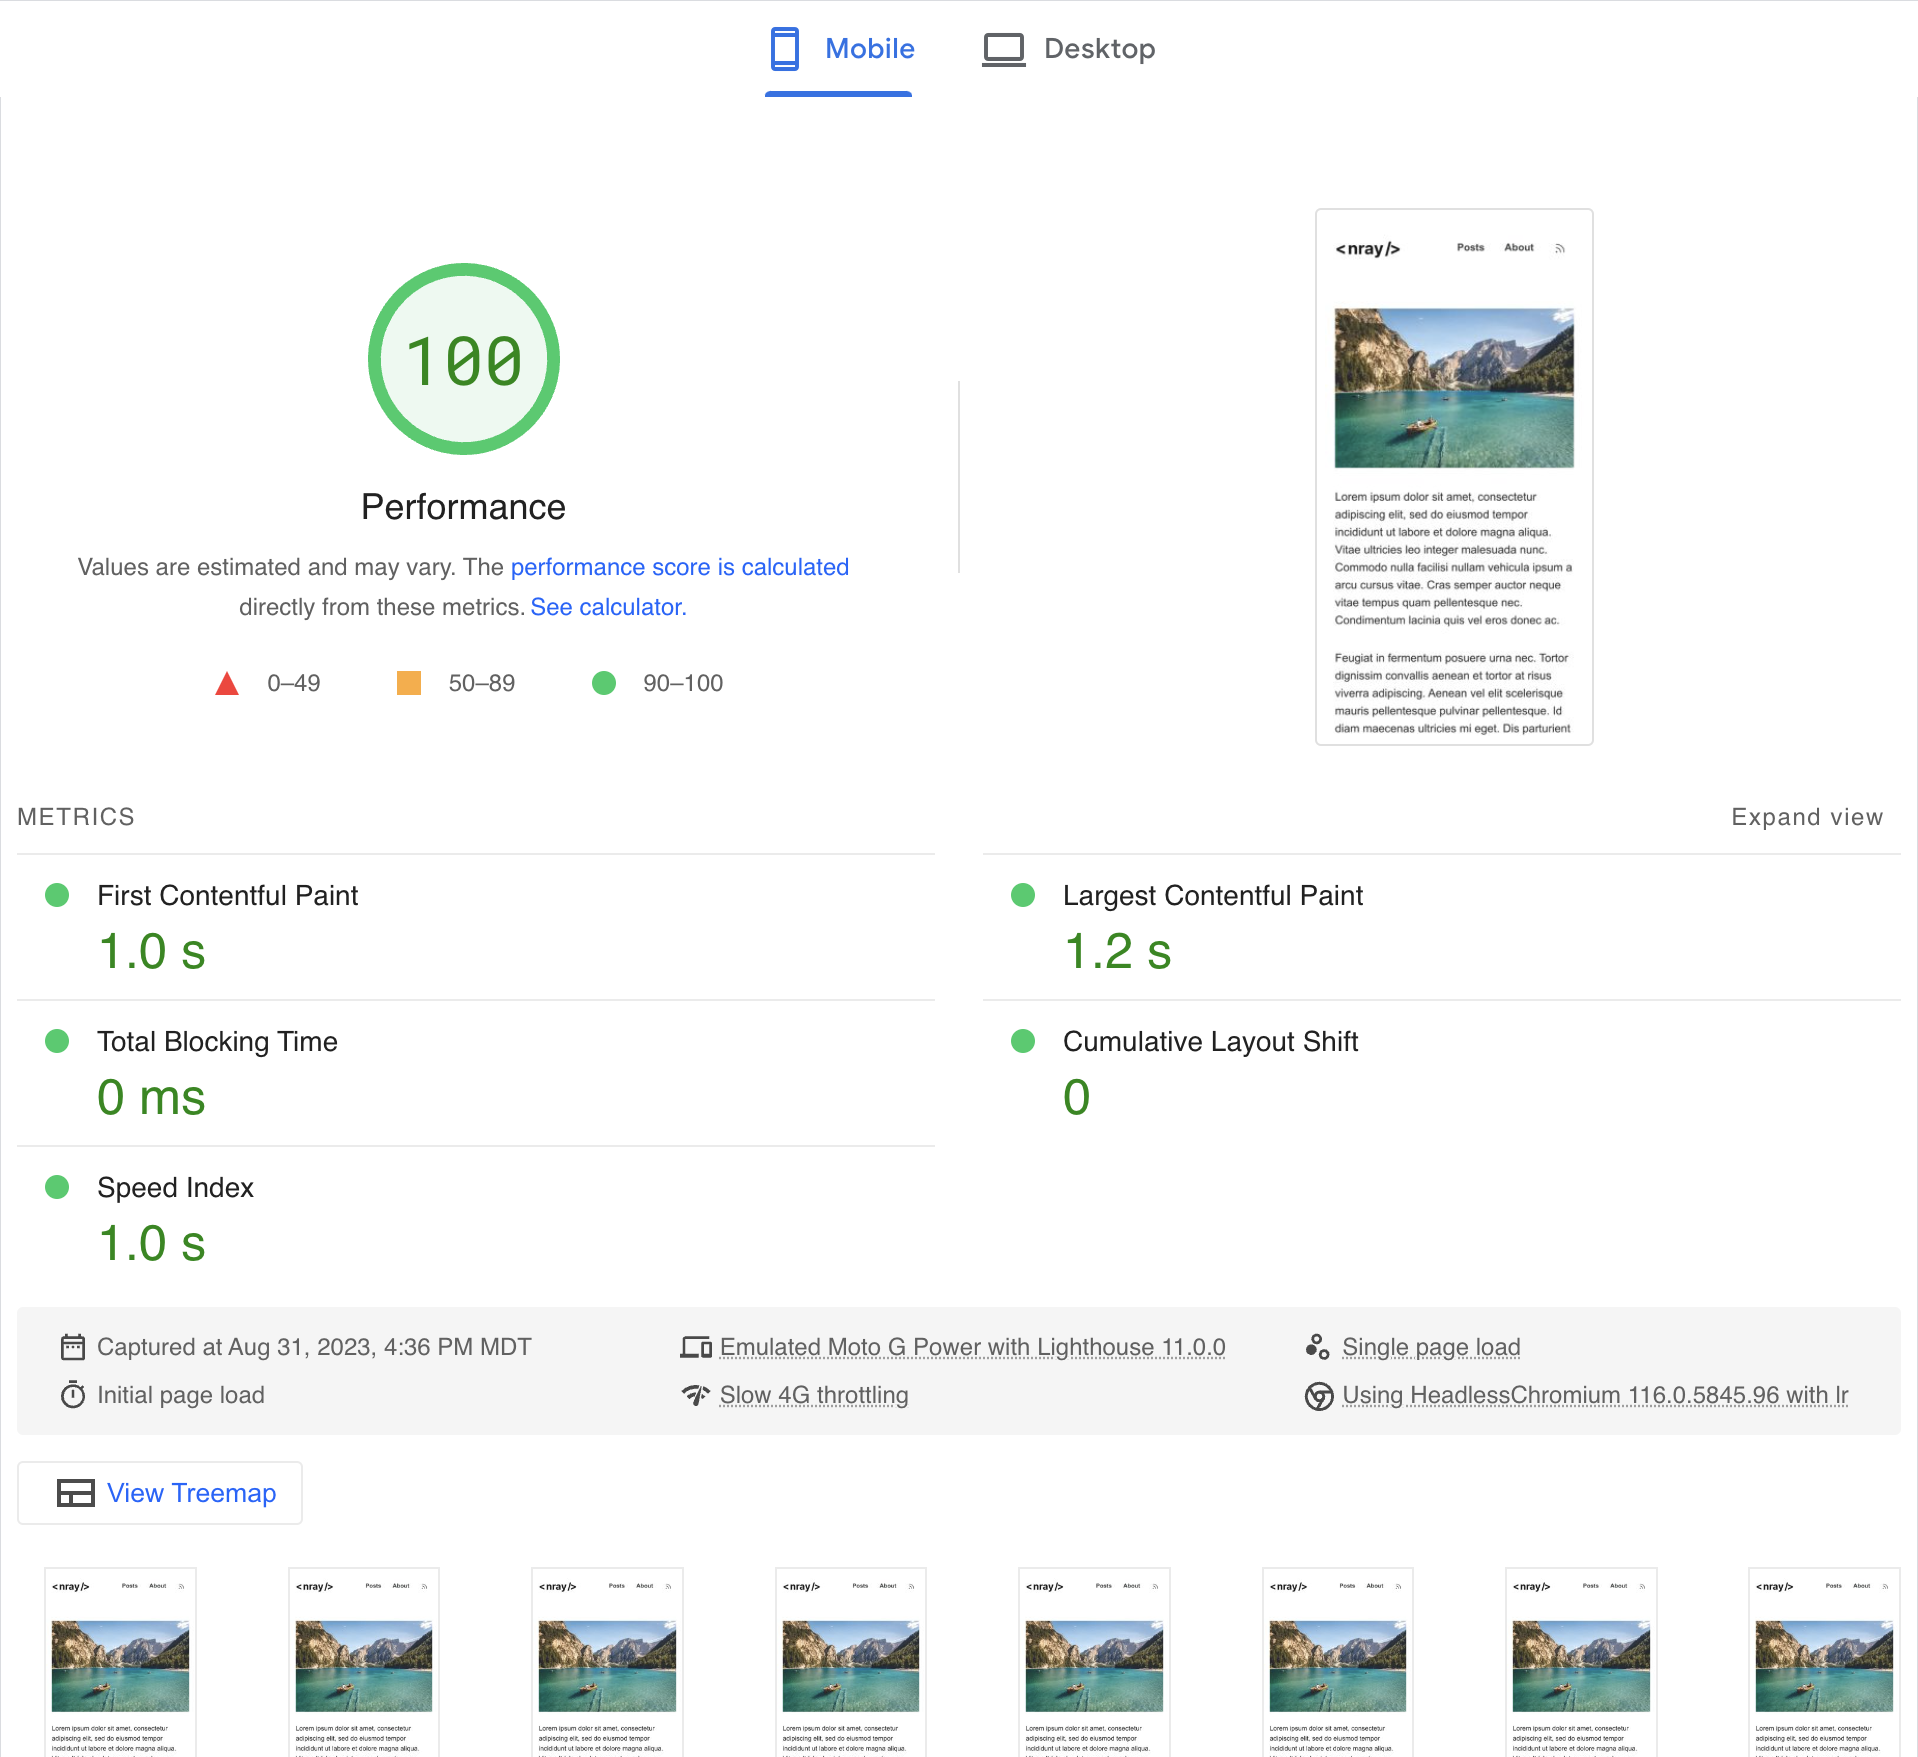 Mobile
Desktop
100
Performance
Values are estimated and may vary. The performance score is calculated
directly from these metrics. See calculator.
0–49
50–89
90–100
<nray/>
Posts
About
Lorem ipsum dolor sit amet, consectetur
adipiscing elit, sed do eiusmod tempor
incididunt ut labore et dolore magna aliqua.
Vitae ultricies leo integer malesuada nunc.
Commodo nulla facilisi nullam vehicula ipsum a
arcu cursus vitae. Cras semper auctor neque
vitae tempus quam pellentesque nec.
Condimentum lacinia quis vel eros donec ac.
Feugiat in fermentum posuere urna nec. Tortor
dignissim convallis aenean et tortor at risus
viverra adipiscing. Aenean vel elit scelerisque
mauris pellentesque pulvinar pellentesque. Id
diam maecenas ultricies mi eget. Dis parturient
METRICS
Expand view
First Contentful Paint
1.0 s
Largest Contentful Paint
1.2 s
Total Blocking Time
0 ms
Cumulative Layout Shift
0
Speed Index
1.0 s
Captured at Aug 31, 2023, 4:36 PM MDT
Emulated Moto G Power with Lighthouse 11.0.0
Single page load
Initial page load
Slow 4G throttling
Using HeadlessChromium 116.0.5845.96 with lr
View Treemap
<nray/> Posts About
Lorem ipsum dolor sit amet, consectetur
adipiscing elit, sed do eiusmod tempor
incididunt ut labore et dolore magna aliqua.
<nray/> Posts About
Lorem ipsum dolor sit amet, consectetur
adipiscing elit, sed do eiusmod tempor
incididunt ut labore et dolore magna aliqua.
<nray/> Posts About
Lorem ipsum dolor sit amet, consectetur
adipiscing elit, sed do eiusmod tempor
incididunt ut labore et dolore magna aliqua.
<nray/> Posts About
Lorem ipsum dolor sit amet, consectetur
adipiscing elit, sed do eiusmod tempor
incididunt ut labore et dolore magna aliqua.
<nray/> Posts About
Lorem ipsum dolor sit amet, consectetur
adipiscing elit, sed do eiusmod tempor
incididunt ut labore et dolore magna aliqua.
<nray/> Posts About
Lorem ipsum dolor sit amet, consectetur
adipiscing elit, sed do eiusmod tempor
incididunt ut labore et dolore magna aliqua.
<nray/> Posts About
Lorem ipsum dolor sit amet, consectetur
adipiscing elit, sed do eiusmod tempor
incididunt ut labore et dolore magna aliqua.
<nray/> Posts About
Lorem ipsum dolor sit amet, consectetur
adipiscing elit, sed do eiusmod tempor
incididunt ut labore et dolore magna aliqua.